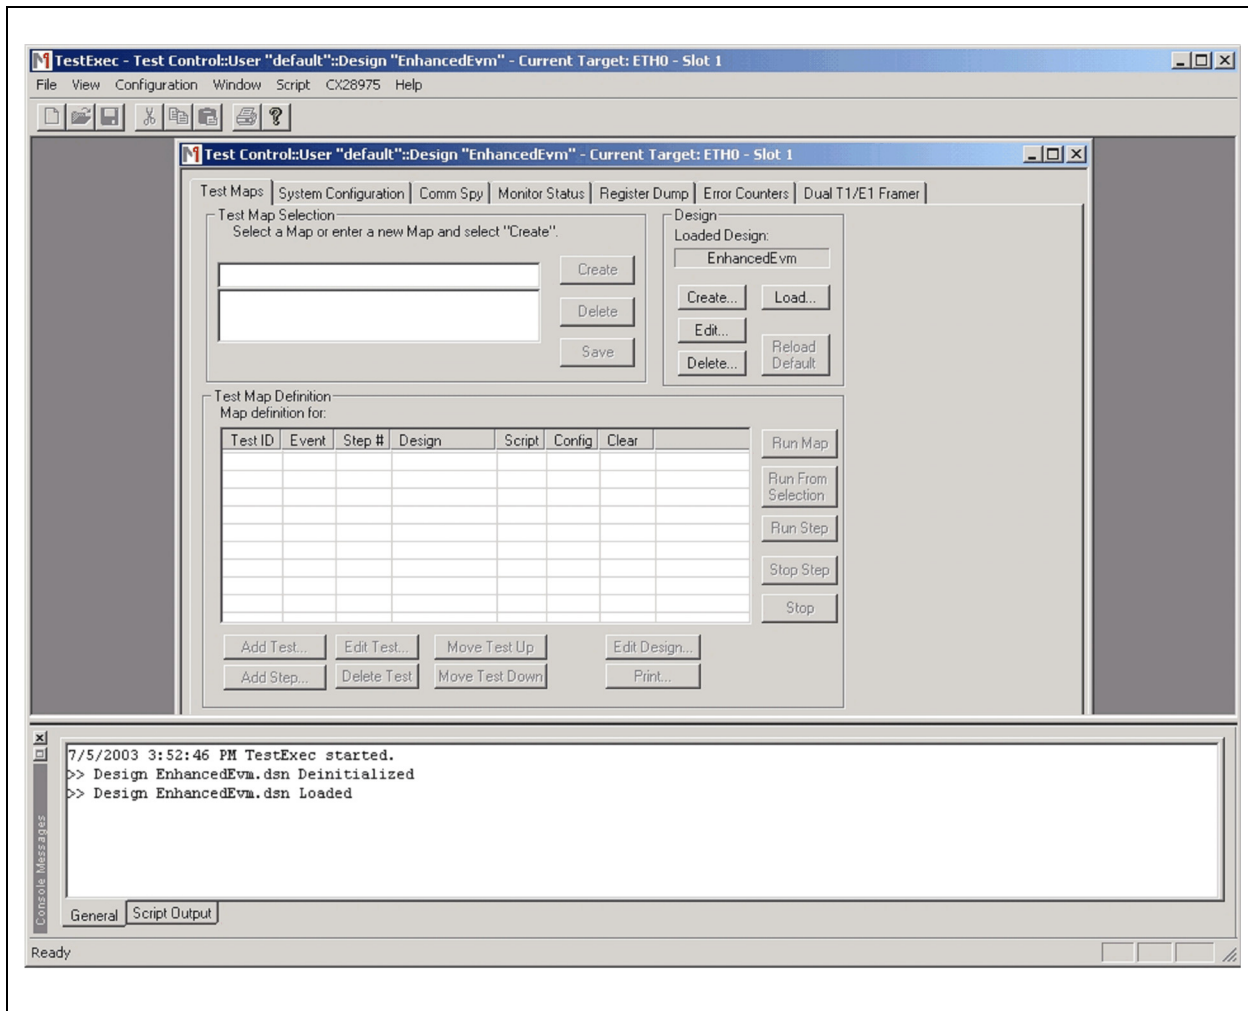 TestExec - Test Control::User "default"::Design "EnhancedEvm" - Current Target: ETH0 - Slot 1
File View Configuration Window Script CX28975 Help
Test Control::User "default"::Design "EnhancedEvm" - Current Target: ETH0 - Slot 1
Test Maps System Configuration Comm Spy Monitor Status Register Dump Error Counters Dual T1/E1 Framer
Test Map Selection
Select a Map or enter a new Map and select "Create".
Create
Delete
Save
Design
Loaded Design:
EnhancedEvm
Create... Load...
Edit...
Delete...
Reload
Default
Test Map Definition
Map definition for:
Test ID Event Step # Design Script Config Clear
Run Map
Run From
Selection
Run Step
Stop Step
Stop
Add Test... Edit Test... Move Test Up Edit Design...
Add Step... Delete Test Move Test Down Print...
Console Messages
7/5/2003 3:52:46 PM TestExec started.
>> Design EnhancedEvm.dsn Deinitialized
>> Design EnhancedEvm.dsn Loaded
General Script Output
Ready